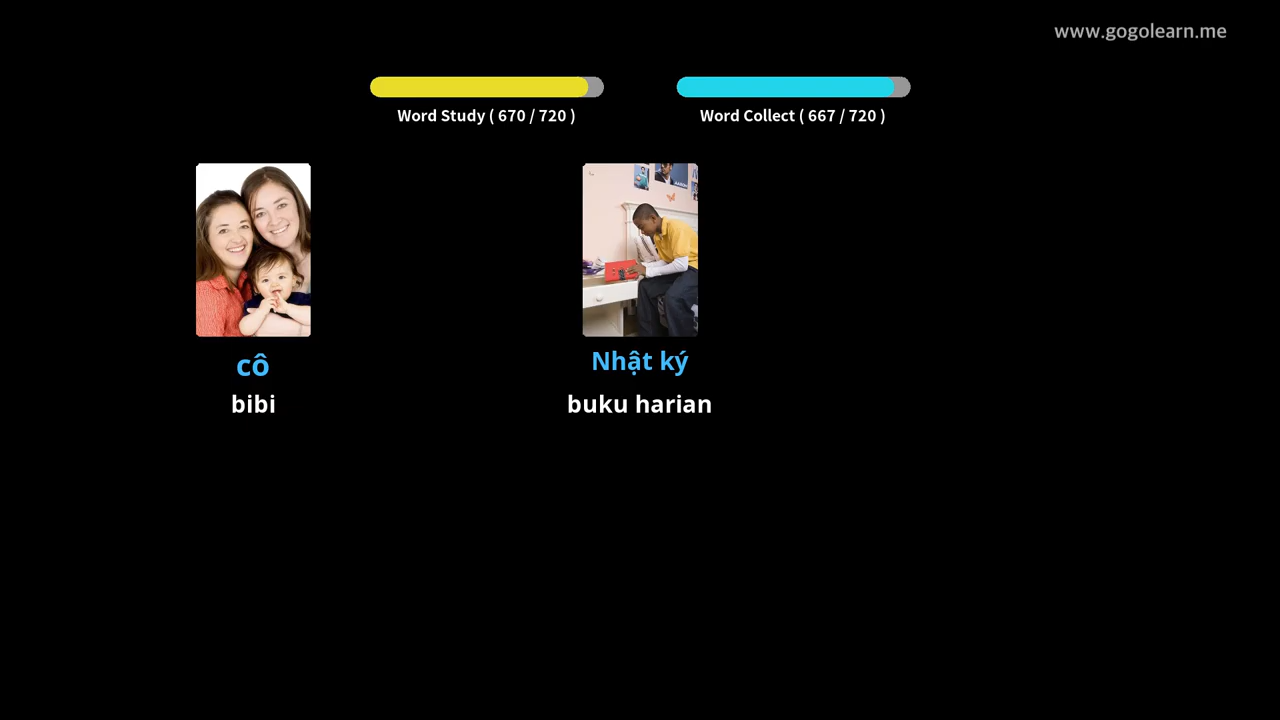 www.gogolearn.me
Word Study ( 670 / 720 )
Word Collect ( 667 / 720 )
cô
bibi
Nhật ký
buku harian